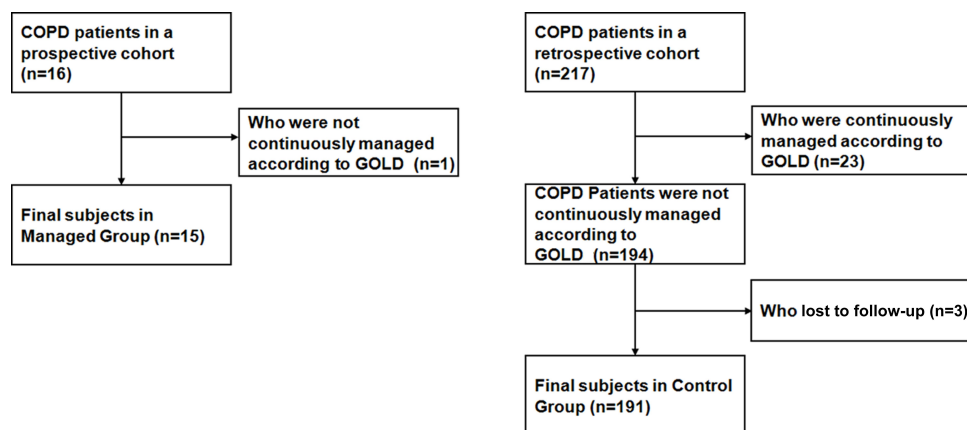 COPD patients in a
prospective cohort
(n=16)
Who were not
continuously managed
according to GOLD (n=1)
Final subjects in
Managed Group (n=15)
COPD patients in a
retrospective cohort
(n=217)
Who were continuously
managed according to
GOLD (n=23)
COPD Patients were not
continuously managed
according to
GOLD (n=194)
Who lost to follow-up (n=3)
Final subjects in Control
Group (n=191)